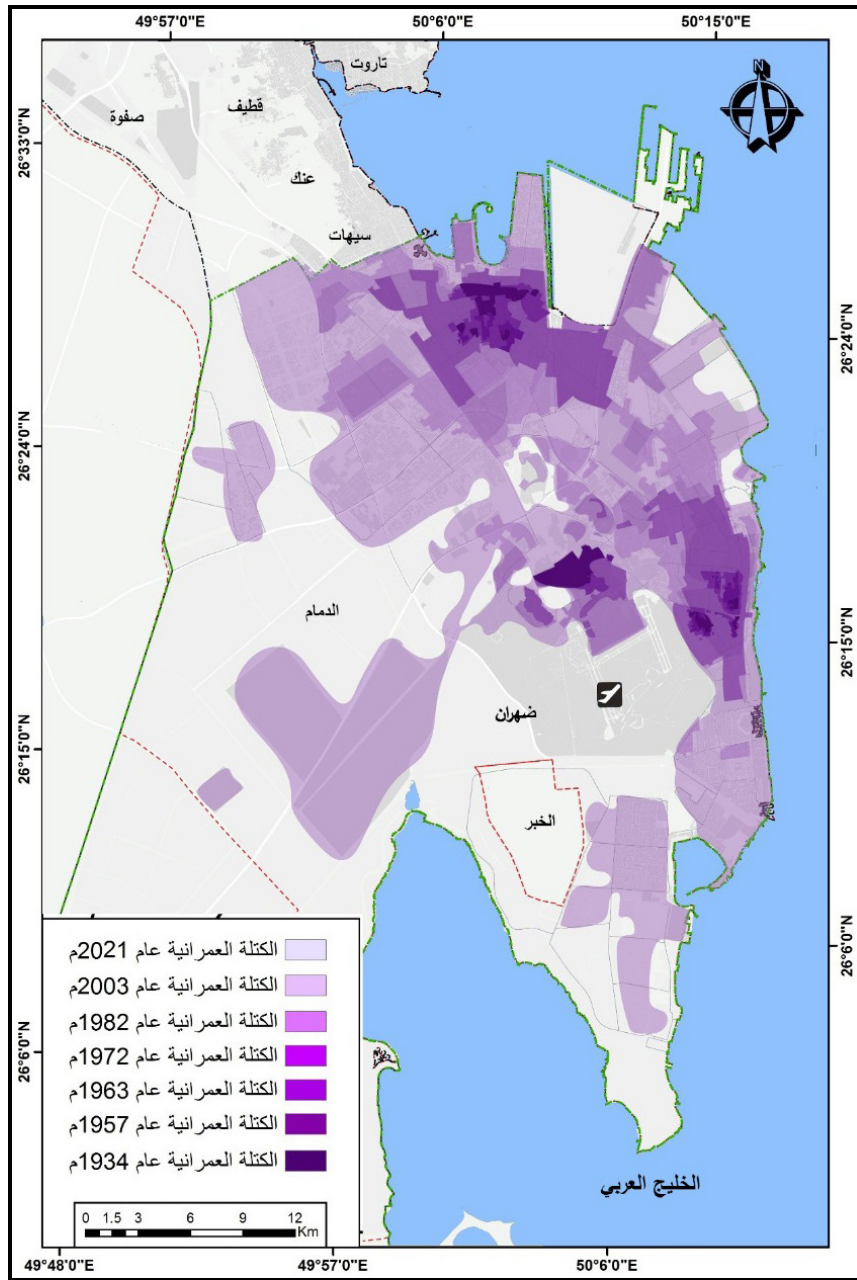 49°57'0"E
50°6'0"E
50°15'0"E
تاروت
N
قطيف
صفوة
26°33'0"N
عنك
سيهات
26°24'0"N
26°24'0"N
الدمام
26°15'0"N
ضهران
26°15'0"N
الخبر
26°6'0"N
الكتلة العمرانية عام 2021م
الكتلة العمرانية عام 2003م
الكتلة العمرانية عام 1982م
الكتلة العمرانية عام 1972م
الكتلة العمرانية عام 1963م
الكتلة العمرانية عام 1957م
الكتلة العمرانية عام 1934م
26°6'0"N
الخليج العربي
0 1.5 3 6 9 12
Km
49°48'0"E
49°57'0"E
50°6'0"E